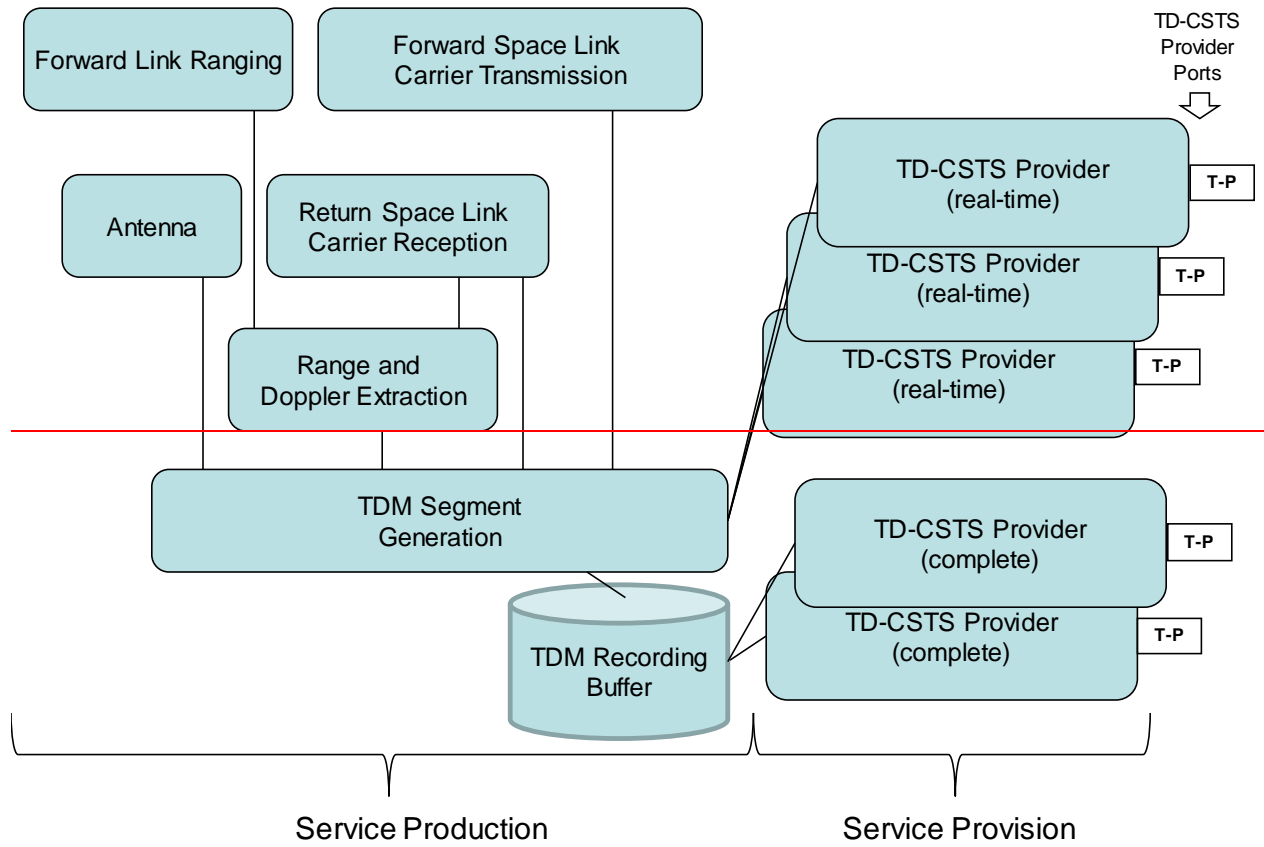 Forward Link Ranging
Forward Space Link
Carrier Transmission
TD-CSTS
Provider
Ports
Antenna
Return Space Link
Carrier Reception
Range and
Doppler Extraction
TD-CSTS Provider
(real-time)
T-P
TD-CSTS Provider
(real-time)
T-P
TD-CSTS Provider
(real-time)
T-P
TDM Segment
Generation
TDM Recording
Buffer
TD-CSTS Provider
(complete)
T-P
TD-CSTS Provider
(complete)
T-P
Service Production
Service Provision